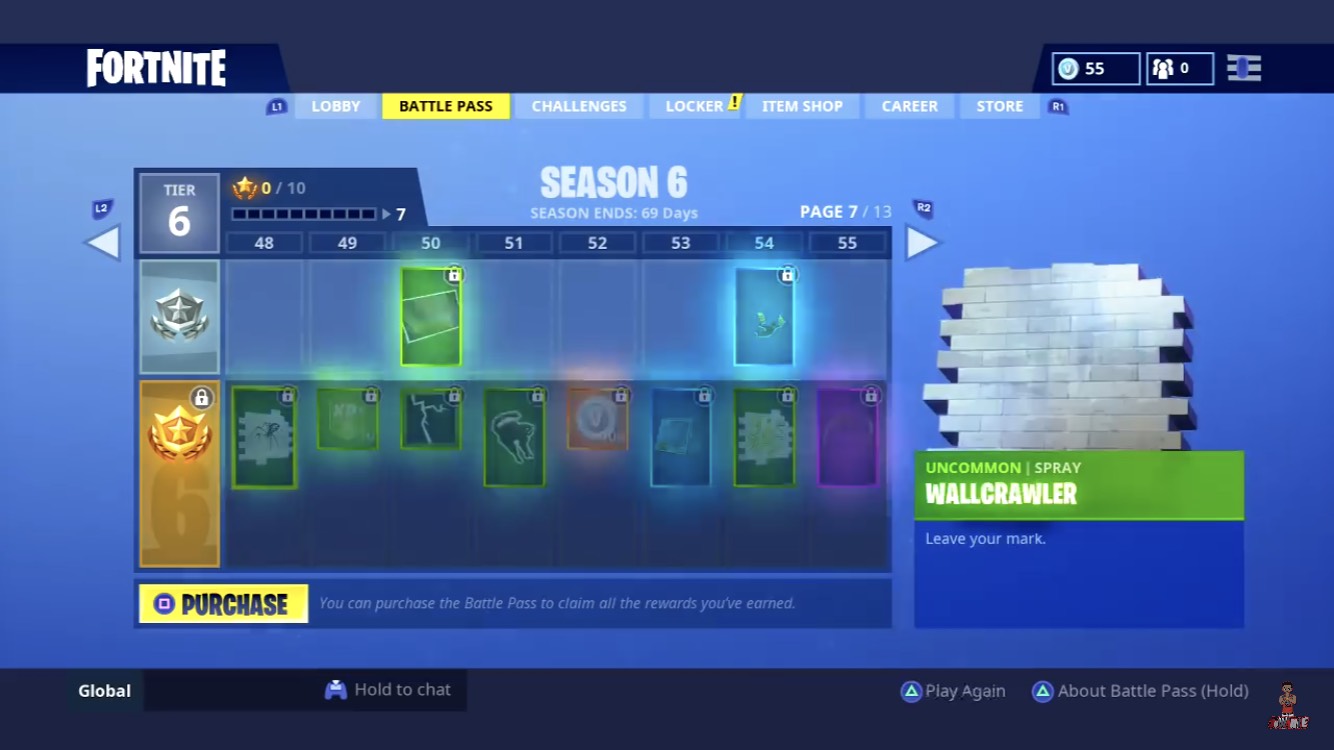 FORTNITE
V 55
0
L1 LOBBY BATTLE PASS CHALLENGES LOCKER ! ITEM SHOP CAREER STORE R1
TIER
6
0 / 10
7
SEASON 6
SEASON ENDS: 69 Days
PAGE 7 / 13
L2
R2
48 49 50 51 52 53 54 55
XP
V
6
UNCOMMON | SPRAY
WALLCRAWLER
Leave your mark.
PURCHASE
You can purchase the Battle Pass to claim all the rewards you've earned.
Global
Hold to chat
Play Again
About Battle Pass (Hold)